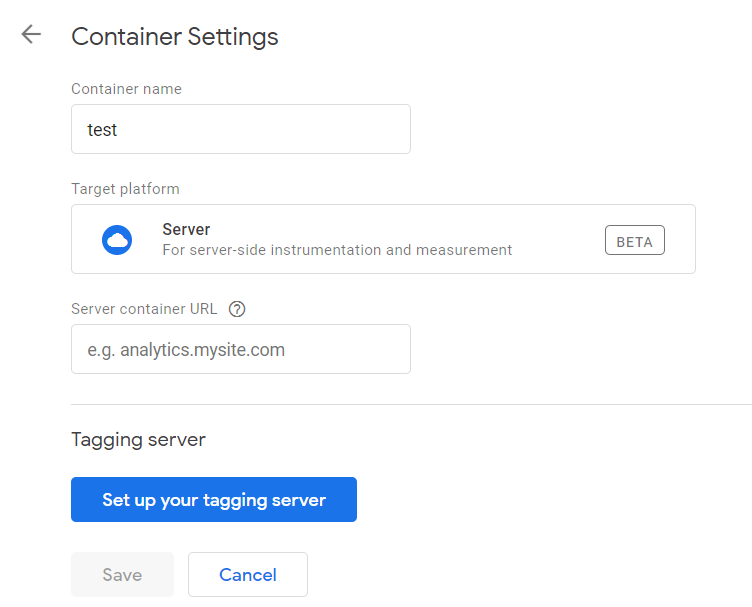 Container Settings
Container name
test
Target platform
Server
For server-side instrumentation and measurement
BETA
Server container URL
e.g. analytics.mysite.com
Tagging server
Set up your tagging server
Save
Cancel